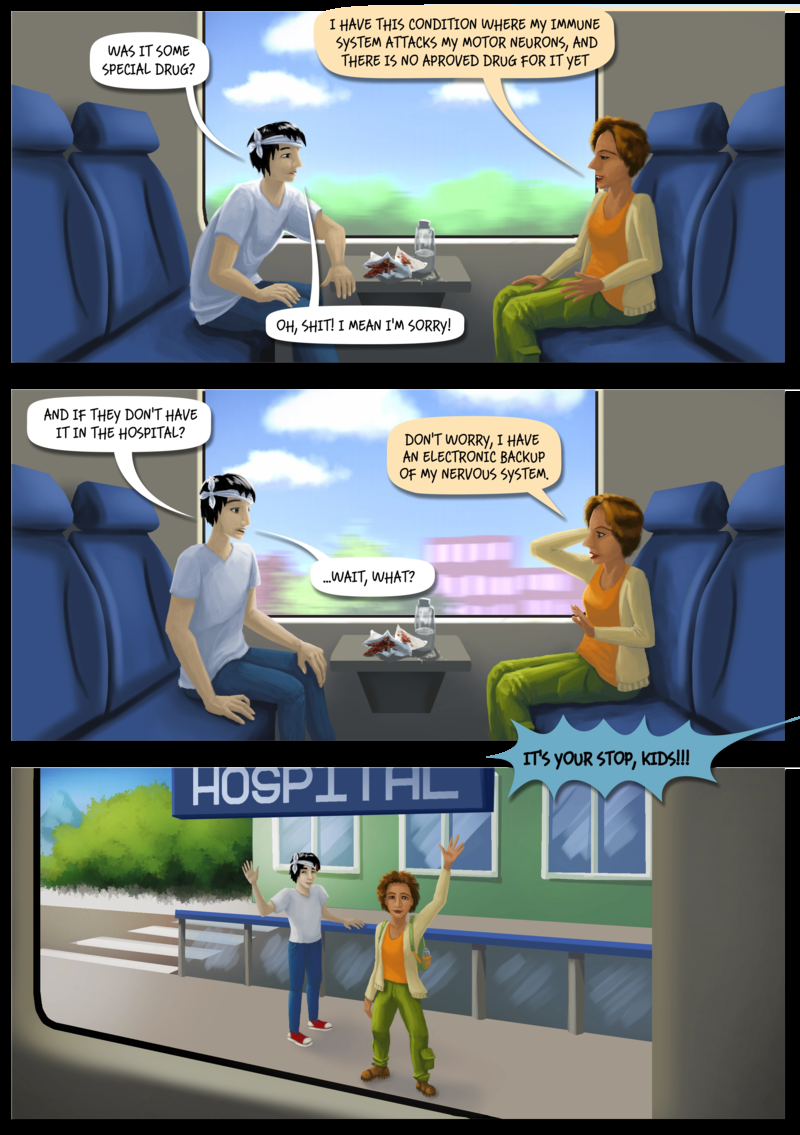 WAS IT SOME
SPECIAL DRUG?
I HAVE THIS CONDITION WHERE MY IMMUNE
SYSTEM ATTACKS MY MOTOR NEURONS, AND
THERE IS NO APROVED DRUG FOR IT YET
OH, SHIT! I MEAN I'M SORRY!
AND IF THEY DON'T HAVE
IT IN THE HOSPITAL?
DON'T WORRY, I HAVE
AN ELECTRONIC BACKUP
OF MY NERVOUS SYSTEM.
...WAIT, WHAT?
IT'S YOUR STOP, KIDS!!!
HOSPITAL